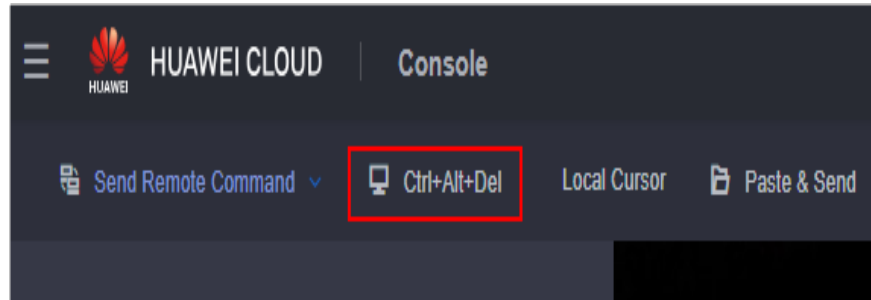 HUAWEI HUAWEI CLOUD Console
Send Remote Command Ctrl+Alt+Del Local Cursor Paste & Send